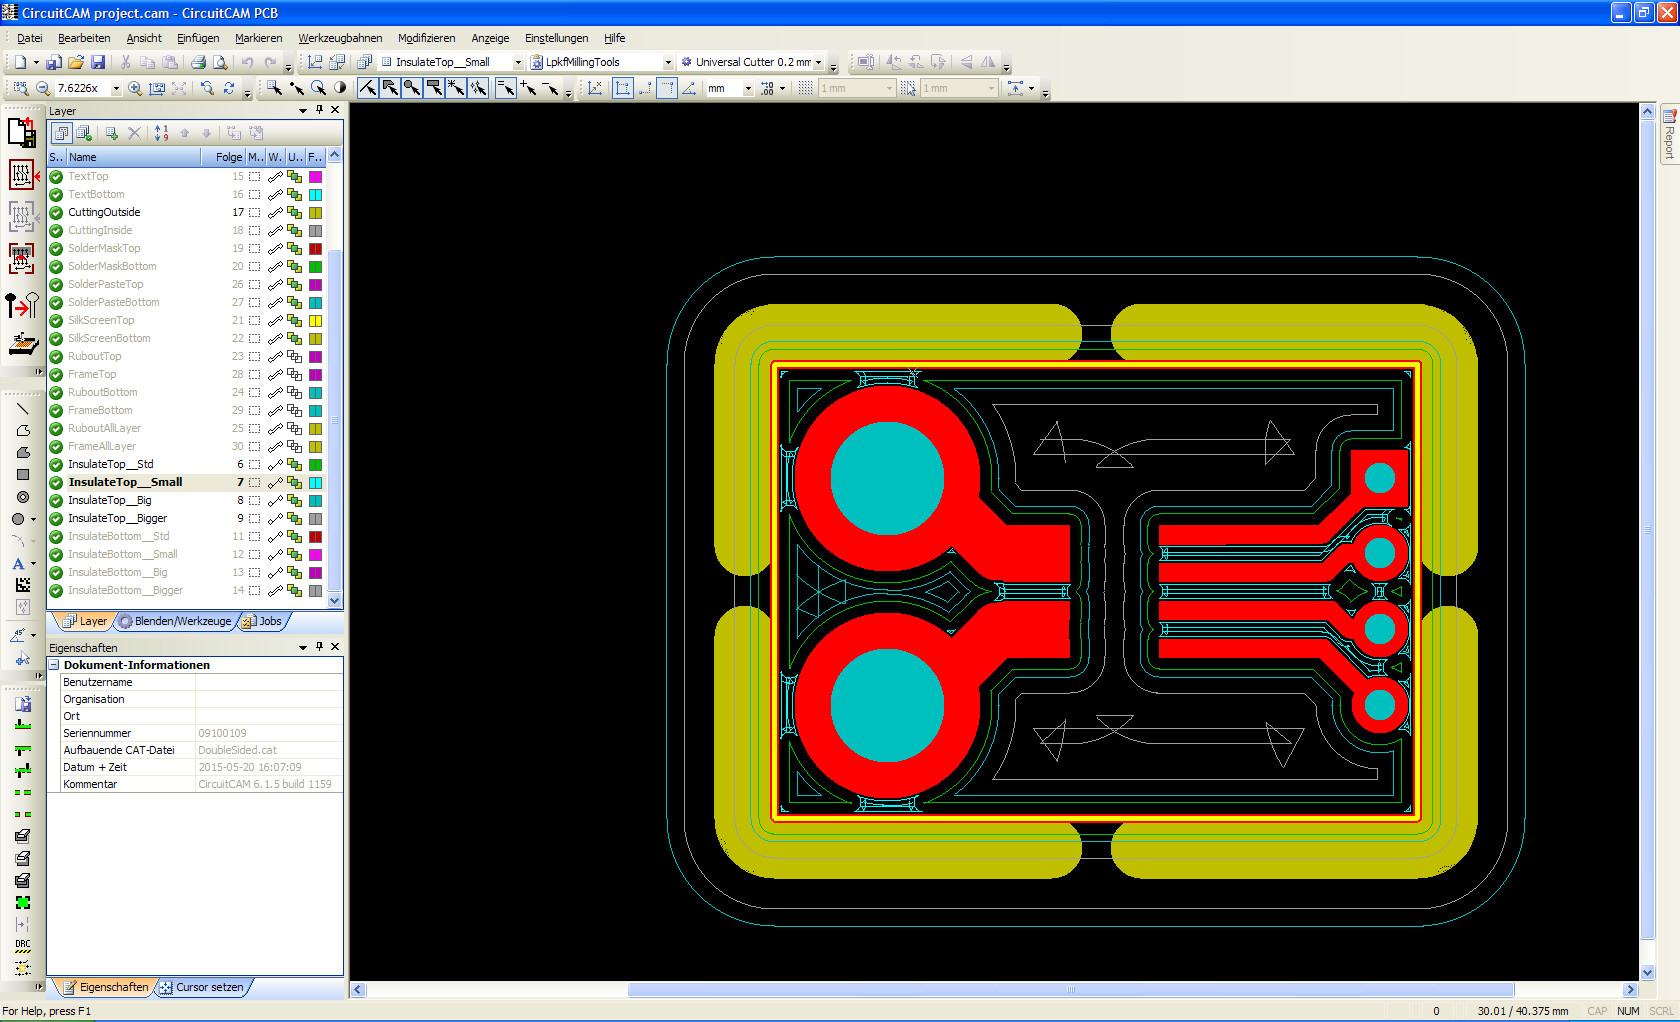 CircuitCAM project.cam - CircuitCAM PCB
Datei Bearbeiten Ansicht Einfügen Markieren Werkzeugbahnen Modifizieren Anzeige Einstellungen Hilfe
InsulateTop__Small LpkfMillingTools Universal Cutter 0.2 mm
7.6226x mm 1 mm 1 mm
Layer
Report
S.. Name Folge M.. W.. U.. F..
TextTop 15
TextBottom 16
CuttingOutside 17
CuttingInside 18
SolderMaskTop 19
SolderMaskBottom 20
SolderPasteTop 26
SolderPasteBottom 27
SilkScreenTop 21
SilkScreenBottom 22
RuboutTop 23
FrameTop 28
RuboutBottom 24
FrameBottom 29
RuboutAllLayer 25
FrameAllLayer 30
InsulateTop__Std 6
InsulateTop__Small 7
InsulateTop__Big 8
InsulateTop__Bigger 9
InsulateBottom__Std 11
InsulateBottom__Small 12
InsulateBottom__Big 13
InsulateBottom__Bigger 14
Layer Blenden/Werkzeuge Jobs
Eigenschaften
Dokument-Informationen
Benutzername
Organisation
Ort
Seriennummer 09100109
Aufbauende CAT-Datei DoubleSided.cat
Datum + Zeit 2015-05-20 16:07:09
Kommentar CircuitCAM 6.1.5 build 1159
DRC
Eigenschaften Cursor setzen
For Help, press F1 0 30.01 / 40.375 mm CAP NUM SCRL